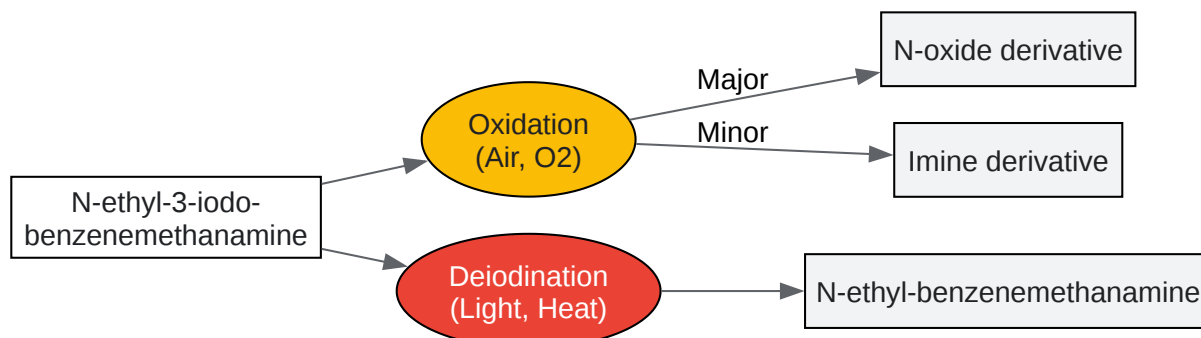 N-oxide derivative
Major
Oxidation
(Air, O2)
Minor
Imine derivative
N-ethyl-3-iodo-
benzenemethanamine
Deiodination
(Light, Heat)
N-ethyl-benzenemethanamine